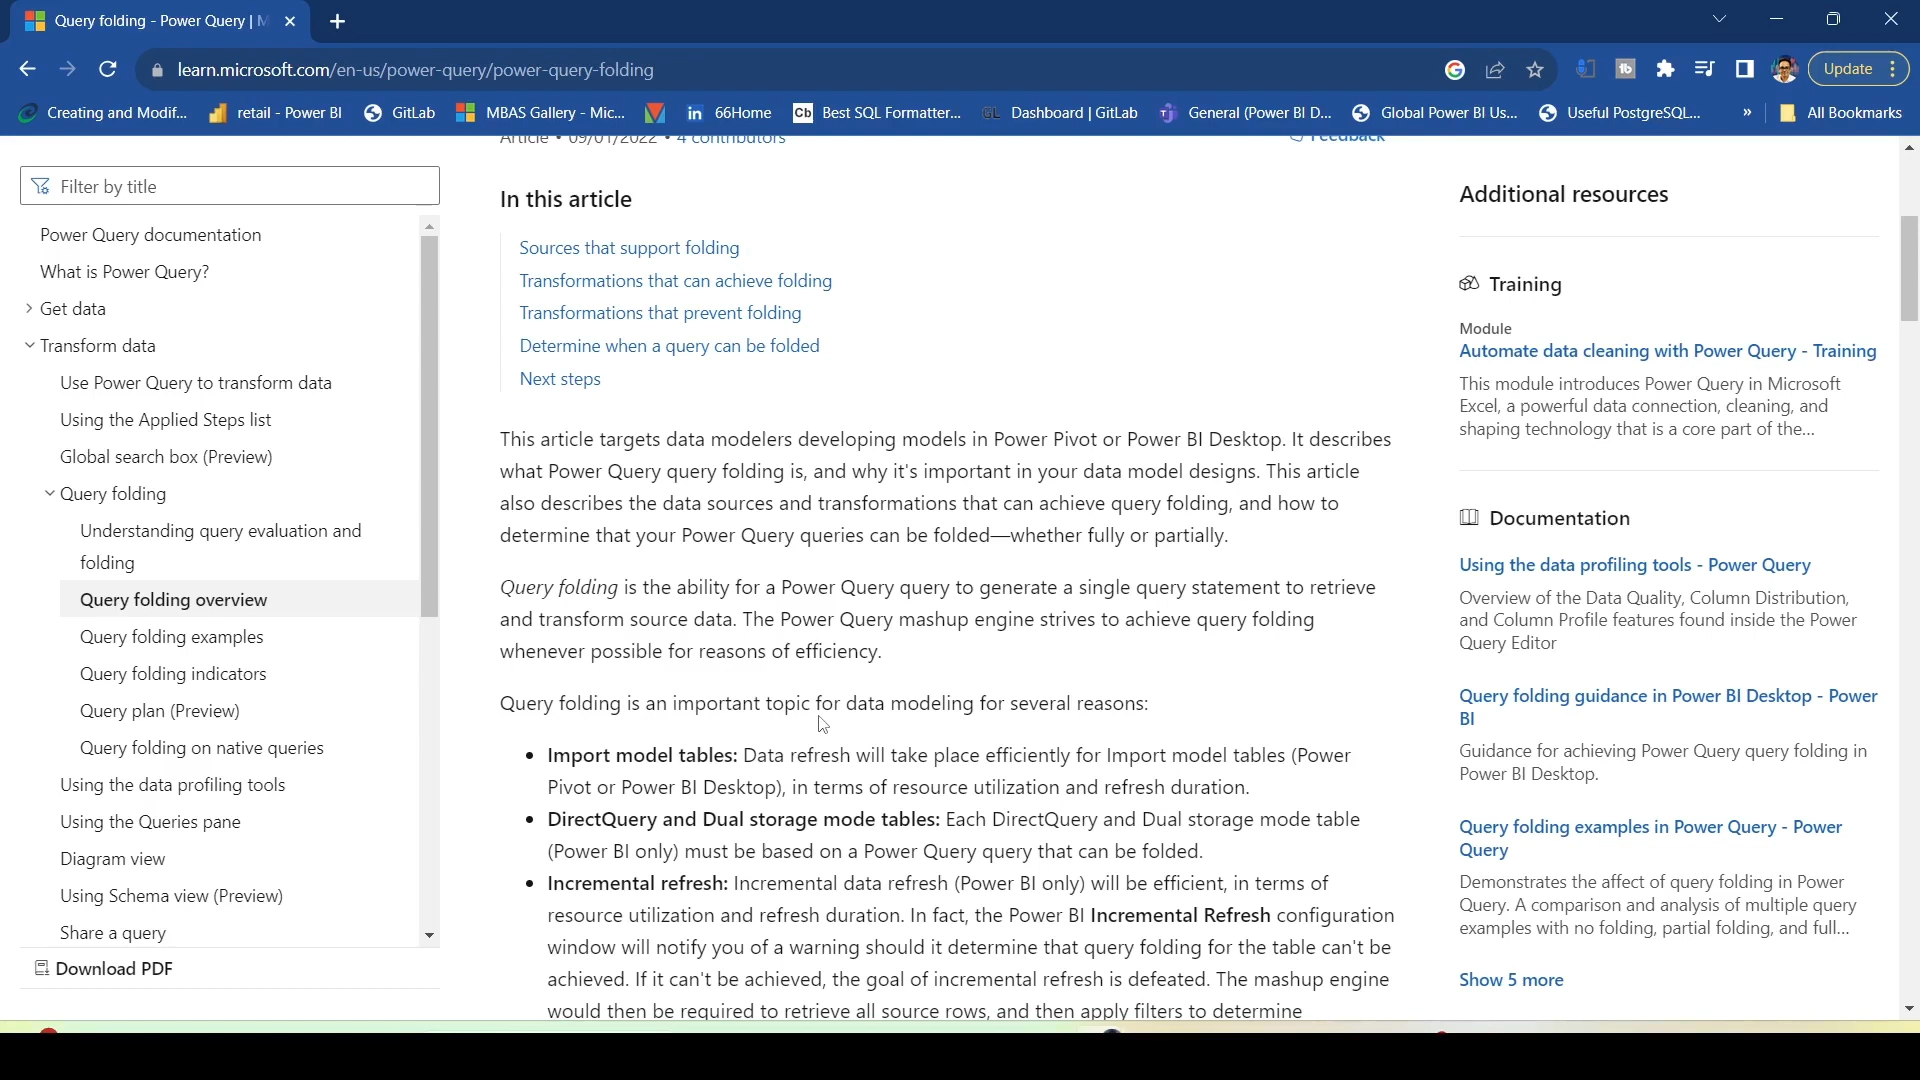 Query folding - Power Query | M
learn.microsoft.com/en-us/power-query/power-query-folding
Update
Creating and Modif...
retail - Power BI
GitLab
MBAS Gallery - Mic...
66Home
Cb
Best SQL Formatter...
GL
Dashboard | GitLab
General (Power BI D...
Global Power BI Us...
Useful PostgreSQL...
»
All Bookmarks
Article • 09/01/2022 • 4 contributors
Feedback
Filter by title
Power Query documentation
What is Power Query?
Get data
Transform data
Use Power Query to transform data
Using the Applied Steps list
Global search box (Preview)
Query folding
Understanding query evaluation and
folding
Query folding overview
Query folding examples
Query folding indicators
Query plan (Preview)
Query folding on native queries
Using the data profiling tools
Using the Queries pane
Diagram view
Using Schema view (Preview)
Share a query
Download PDF
In this article
Sources that support folding
Transformations that can achieve folding
Transformations that prevent folding
Determine when a query can be folded
Next steps
This article targets data modelers developing models in Power Pivot or Power BI Desktop. It describes
what Power Query query folding is, and why it's important in your data model designs. This article
also describes the data sources and transformations that can achieve query folding, and how to
determine that your Power Query queries can be folded—whether fully or partially.
Query folding is the ability for a Power Query query to generate a single query statement to retrieve
and transform source data. The Power Query mashup engine strives to achieve query folding
whenever possible for reasons of efficiency.
Query folding is an important topic for data modeling for several reasons:
• Import model tables: Data refresh will take place efficiently for Import model tables (Power
Pivot or Power BI Desktop), in terms of resource utilization and refresh duration.
• DirectQuery and Dual storage mode tables: Each DirectQuery and Dual storage mode table
(Power BI only) must be based on a Power Query query that can be folded.
• Incremental refresh: Incremental data refresh (Power BI only) will be efficient, in terms of
resource utilization and refresh duration. In fact, the Power BI Incremental Refresh configuration
window will notify you of a warning should it determine that query folding for the table can't be
achieved. If it can't be achieved, the goal of incremental refresh is defeated. The mashup engine
would then be required to retrieve all source rows, and then apply filters to determine
Additional resources
Training
Module
Automate data cleaning with Power Query - Training
This module introduces Power Query in Microsoft
Excel, a powerful data connection, cleaning, and
shaping technology that is a core part of the...
Documentation
Using the data profiling tools - Power Query
Overview of the Data Quality, Column Distribution,
and Column Profile features found inside the Power
Query Editor
Query folding guidance in Power BI Desktop - Power
BI
Guidance for achieving Power Query query folding in
Power BI Desktop.
Query folding examples in Power Query - Power
Query
Demonstrates the affect of query folding in Power
Query. A comparison and analysis of multiple query
examples with no folding, partial folding, and full...
Show 5 more